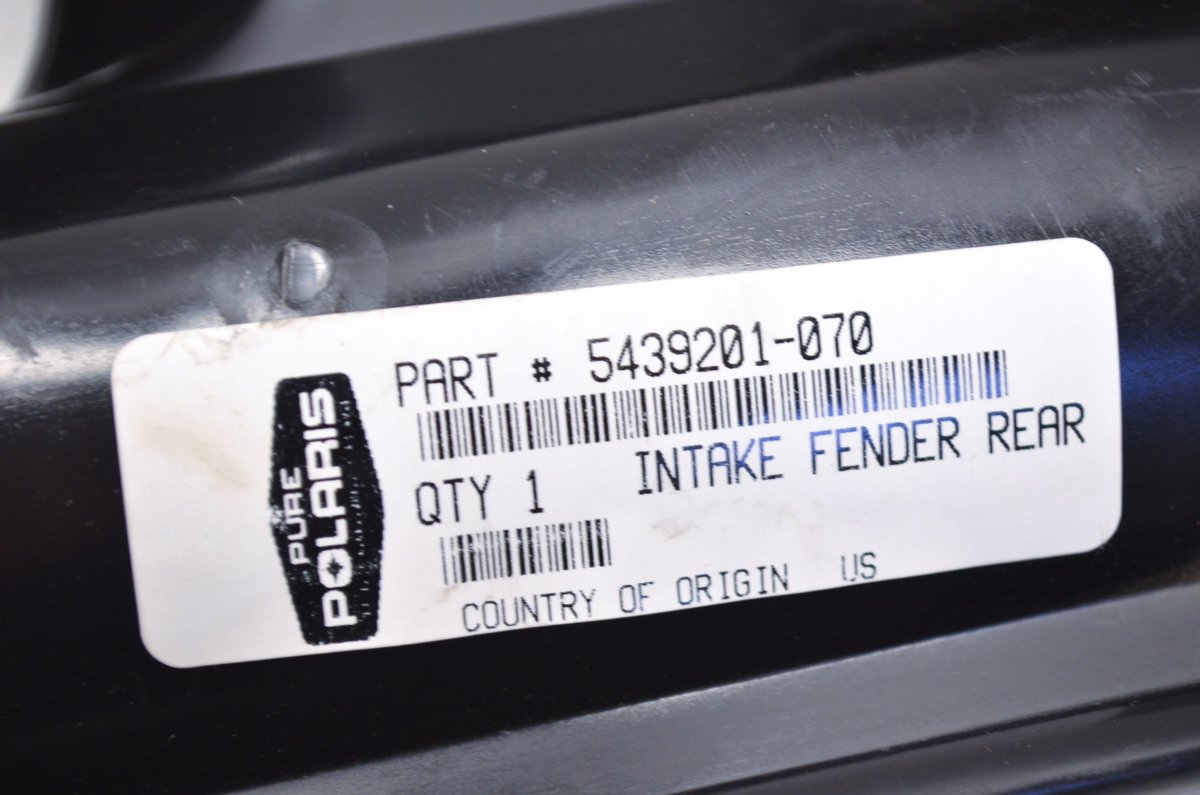 PART # 5439201-070
QTY 1 INTAKE FENDER REAR
COUNTRY OF ORIGIN US
PURE
POLARIS